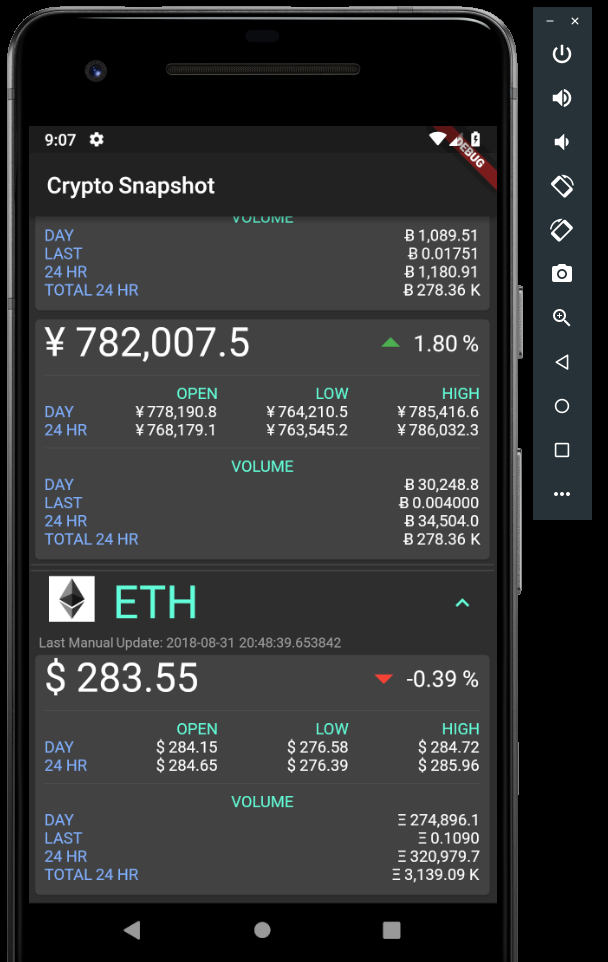 9:07
DEBUG
Crypto Snapshot
VOLUME
DAY Ƀ 1,089.51
LAST Ƀ 0.01751
24 HR Ƀ 1,180.91
TOTAL 24 HR Ƀ 278.36 K
¥ 782,007.5 1.80 %
OPEN LOW HIGH
DAY ¥ 778,190.8 ¥ 764,210.5 ¥ 785,416.6
24 HR ¥ 768,179.1 ¥ 763,545.2 ¥ 786,032.3
VOLUME
DAY Ƀ 30,248.8
LAST Ƀ 0.004000
24 HR Ƀ 34,504.0
TOTAL 24 HR Ƀ 278.36 K
ETH
Last Manual Update: 2018-08-31 20:48:39.653842
$ 283.55 -0.39 %
OPEN LOW HIGH
DAY $ 284.15 $ 276.58 $ 284.72
24 HR $ 284.65 $ 276.39 $ 285.96
VOLUME
DAY Ξ 274,896.1
LAST Ξ 0.1090
24 HR Ξ 320,979.7
TOTAL 24 HR Ξ 3,139.09 K